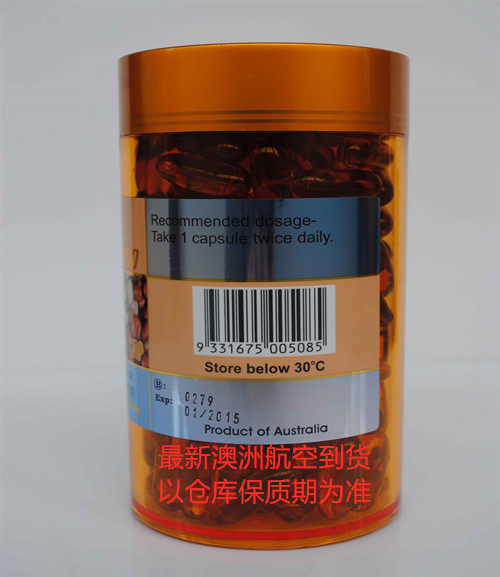 Recommended dosage-
Take 1 capsule twice daily.
9 331675 005085
Store below 30°C
B:
0279
Exp:
01/2015
Product of Australia
最新澳洲航空到货
以仓库保质期为准